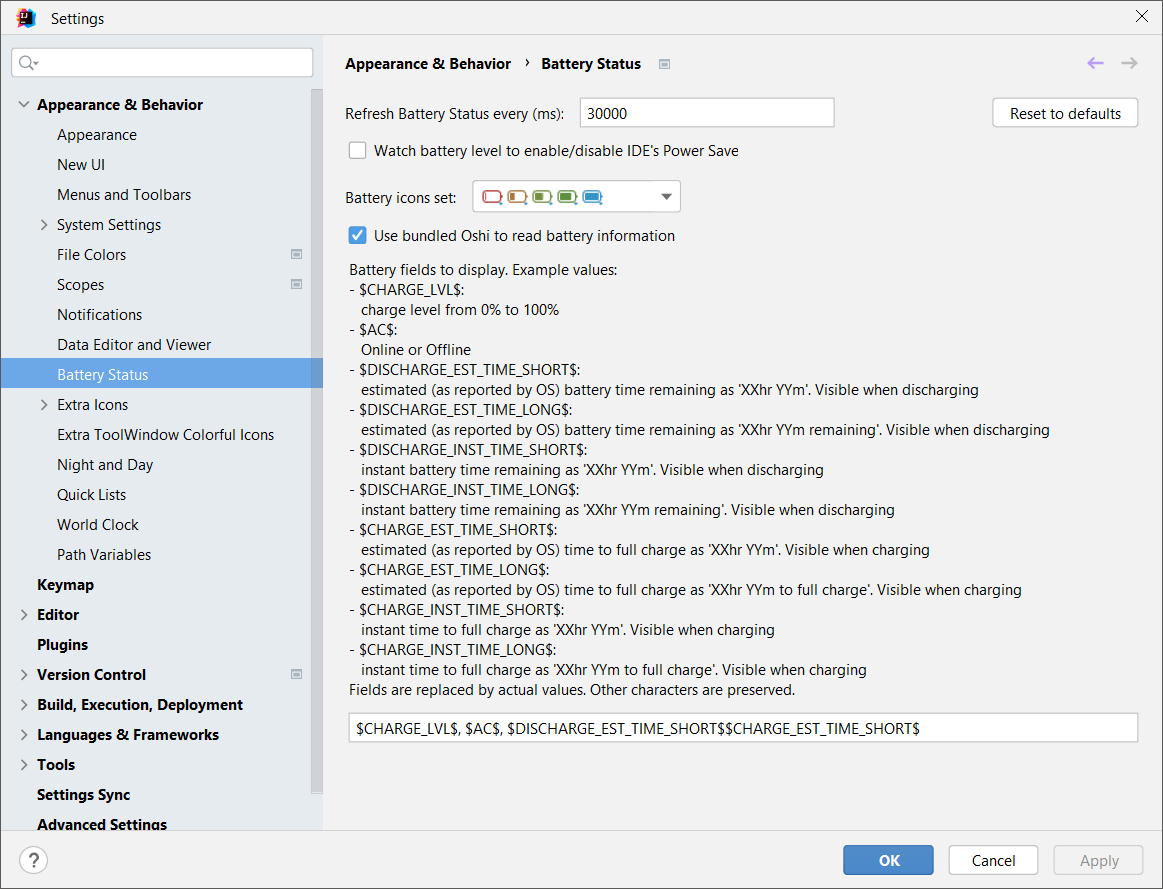 Settings
Appearance & Behavior
Appearance
New UI
Menus and Toolbars
System Settings
File Colors
Scopes
Notifications
Data Editor and Viewer
Battery Status
Extra Icons
Extra ToolWindow Colorful Icons
Night and Day
Quick Lists
World Clock
Path Variables
Keymap
Editor
Plugins
Version Control
Build, Execution, Deployment
Languages & Frameworks
Tools
Settings Sync
Advanced Settings
Appearance & Behavior › Battery Status
Refresh Battery Status every (ms): 30000 Reset to defaults
Watch battery level to enable/disable IDE's Power Save
Battery icons set:
Use bundled Oshi to read battery information
Battery fields to display. Example values:
- $CHARGE_LVL$:
charge level from 0% to 100%
- $AC$:
Online or Offline
- $DISCHARGE_EST_TIME_SHORT$:
estimated (as reported by OS) battery time remaining as 'XXhr YYm'. Visible when discharging
- $DISCHARGE_EST_TIME_LONG$:
estimated (as reported by OS) battery time remaining as 'XXhr YYm remaining'. Visible when discharging
- $DISCHARGE_INST_TIME_SHORT$:
instant battery time remaining as 'XXhr YYm'. Visible when discharging
- $DISCHARGE_INST_TIME_LONG$:
instant battery time remaining as 'XXhr YYm remaining'. Visible when discharging
- $CHARGE_EST_TIME_SHORT$:
estimated (as reported by OS) time to full charge as 'XXhr YYm'. Visible when charging
- $CHARGE_EST_TIME_LONG$:
estimated (as reported by OS) time to full charge as 'XXhr YYm to full charge'. Visible when charging
- $CHARGE_INST_TIME_SHORT$:
instant time to full charge as 'XXhr YYm'. Visible when charging
- $CHARGE_INST_TIME_LONG$:
instant time to full charge as 'XXhr YYm to full charge'. Visible when charging
Fields are replaced by actual values. Other characters are preserved.
$CHARGE_LVL$, $AC$, $DISCHARGE_EST_TIME_SHORT$$CHARGE_EST_TIME_SHORT$
? OK Cancel Apply